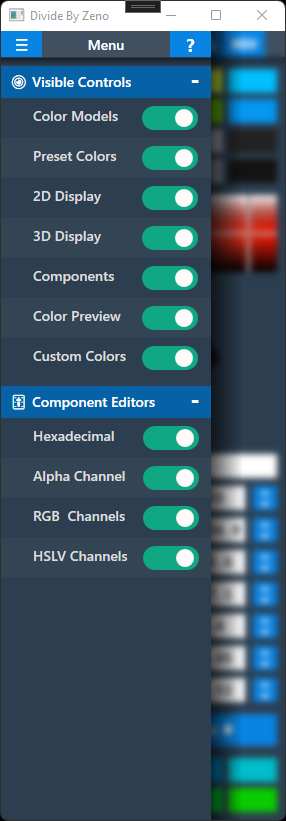 Divide By Zeno
Menu
?
Visible Controls
Color Models
Preset Colors
2D Display
3D Display
Components
Color Preview
Custom Colors
Component Editors
Hexadecimal
Alpha Channel
RGB  Channels
HSLV Channels